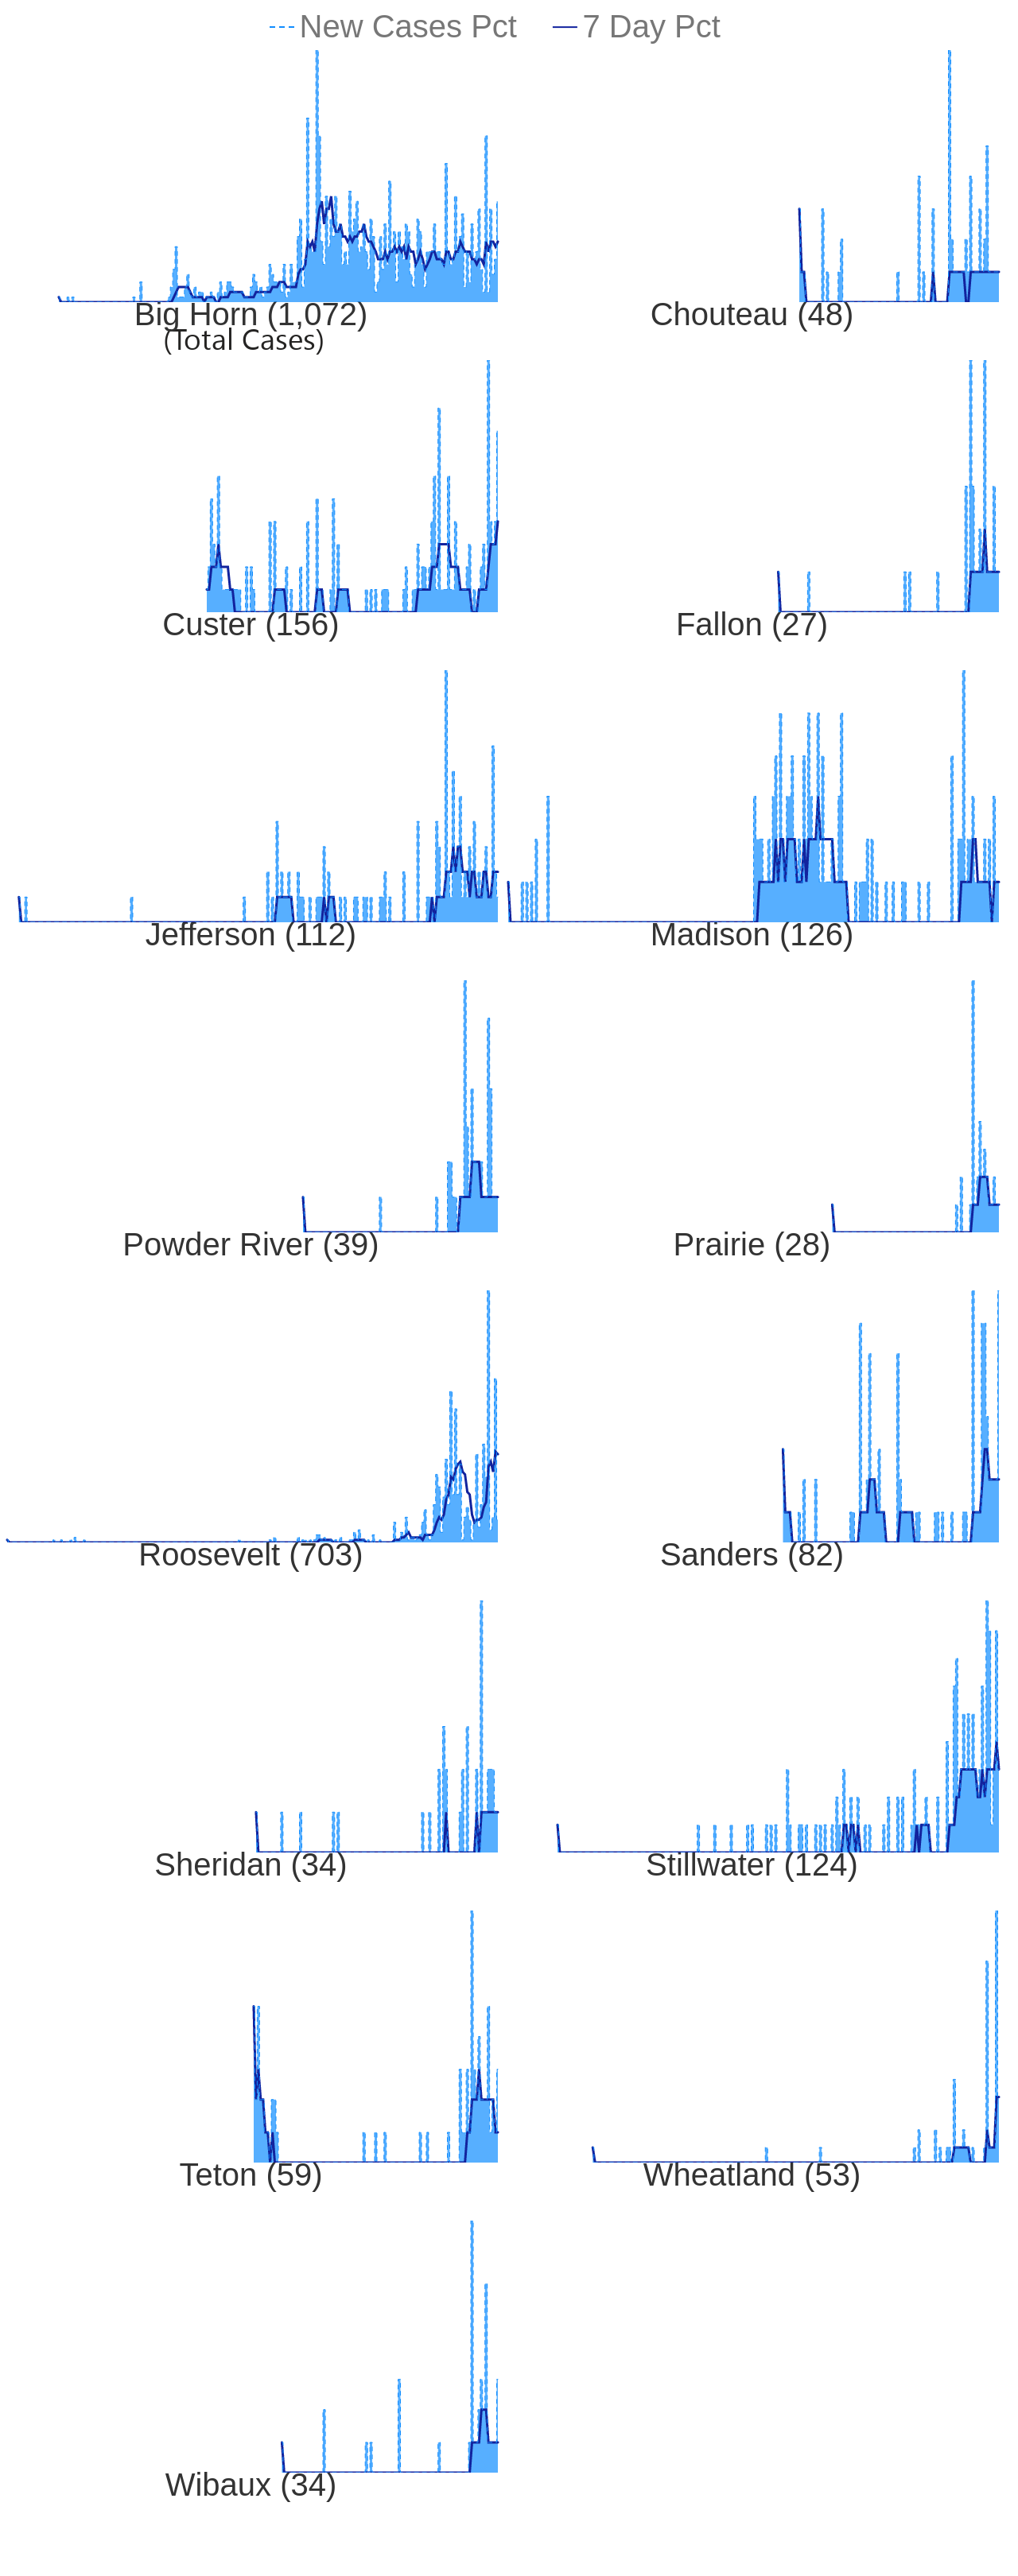 New Cases Pct 7 Day Pct
Big Horn (1,072) Chouteau (48)
(Total Cases)
Custer (156) Fallon (27)
Jefferson (112) Madison (126)
Powder River (39) Prairie (28)
Roosevelt (703) Sanders (82)
Sheridan (34) Stillwater (124)
Teton (59) Wheatland (53)
Wibaux (34)